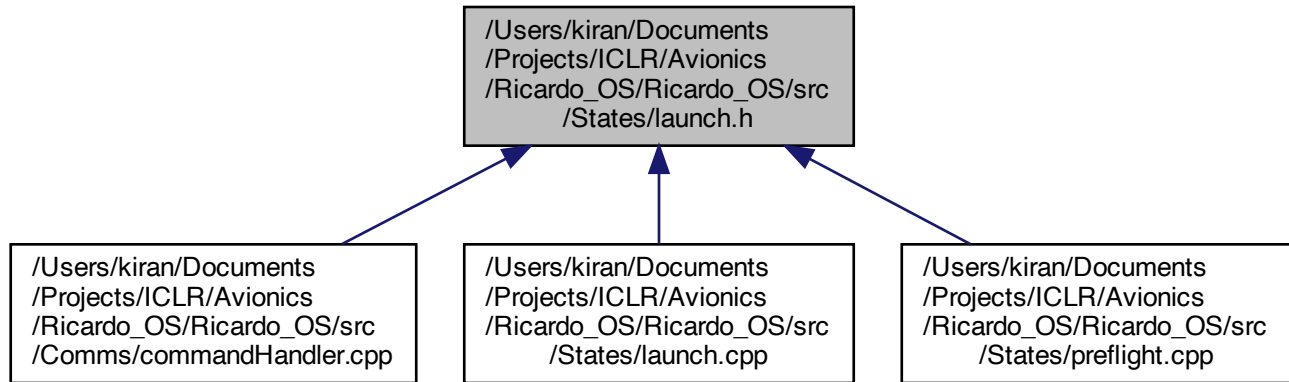 /Users/kiran/Documents
/Projects/ICLR/Avionics
/Ricardo_OS/Ricardo_OS/src
/States/launch.h
/Users/kiran/Documents
/Projects/ICLR/Avionics
/Ricardo_OS/Ricardo_OS/src
/Comms/commandHandler.cpp
/Users/kiran/Documents
/Projects/ICLR/Avionics
/Ricardo_OS/Ricardo_OS/src
/States/launch.cpp
/Users/kiran/Documents
/Projects/ICLR/Avionics
/Ricardo_OS/Ricardo_OS/src
/States/preflight.cpp